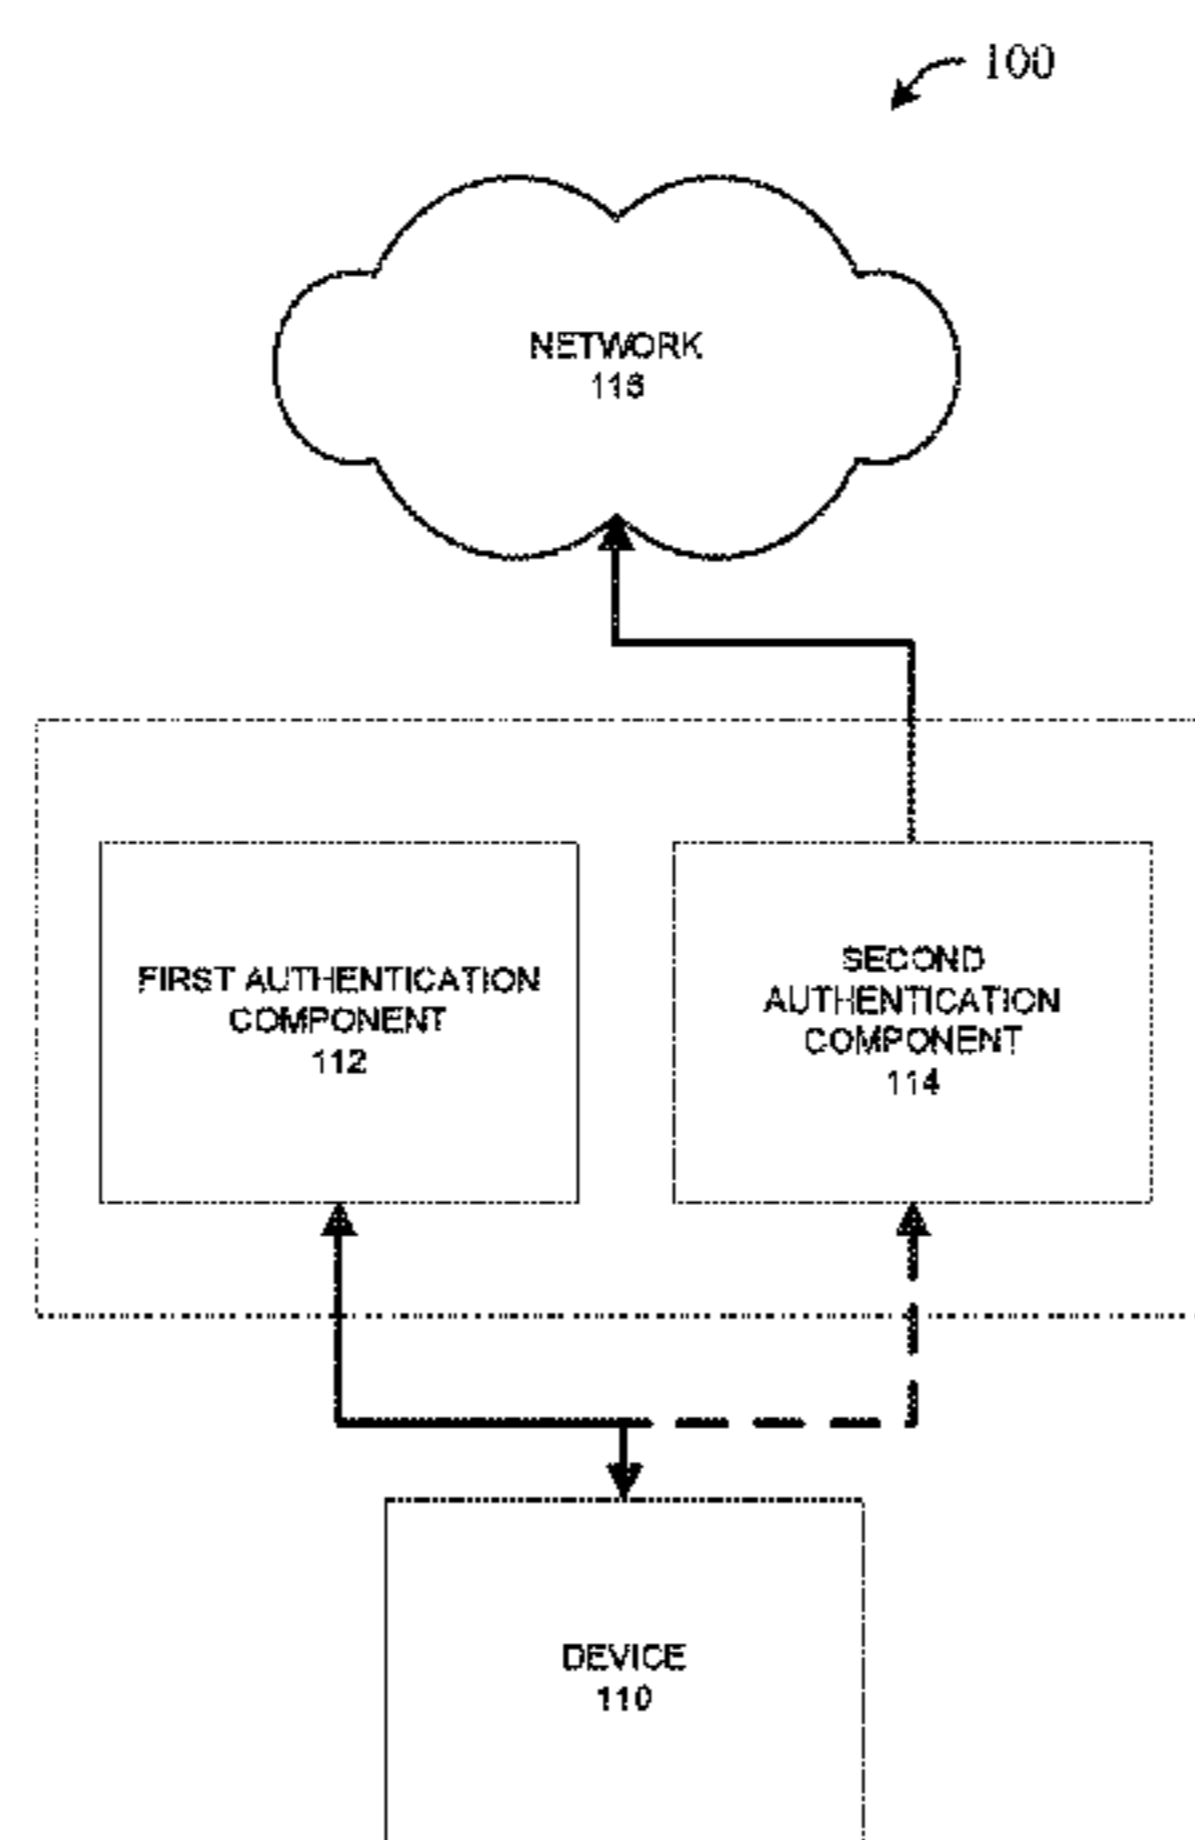 100
NETWORK
116
FIRST AUTHENTICATION
COMPONENT
112
SECOND
AUTHENTICATION
COMPONENT
114
DEVICE
110